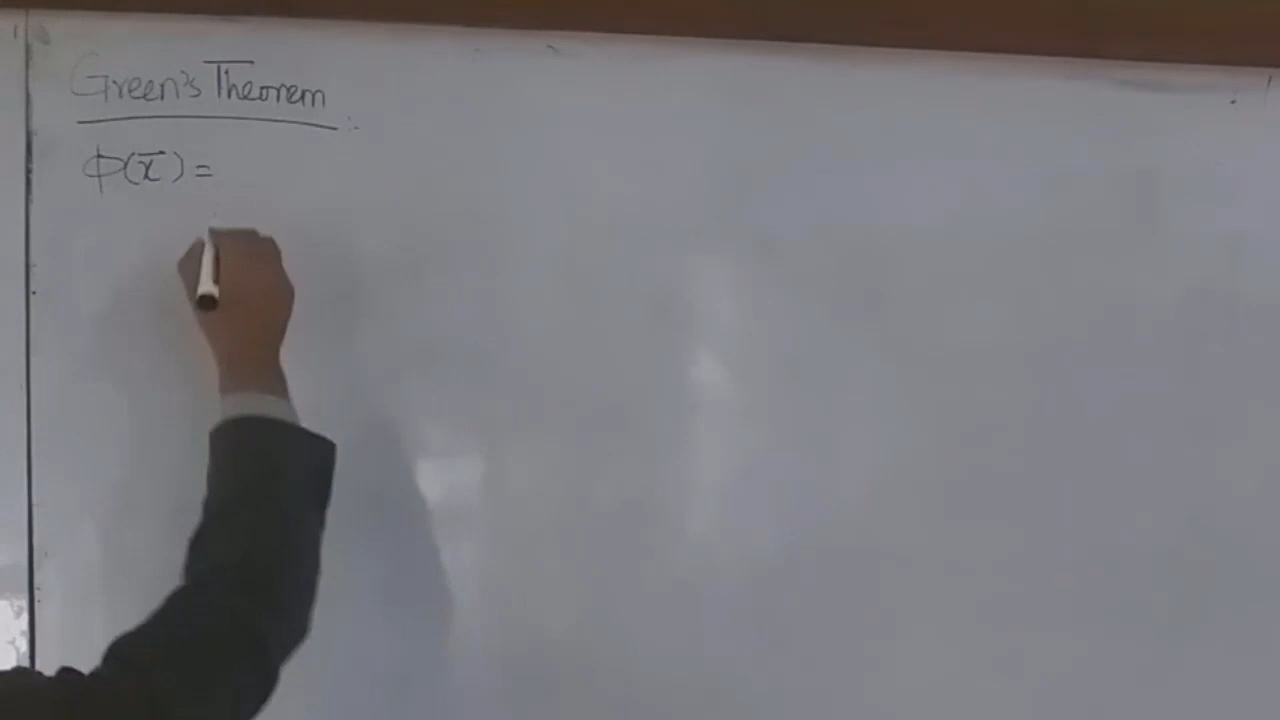 Green's Theorem :-
Φ(x̄) =